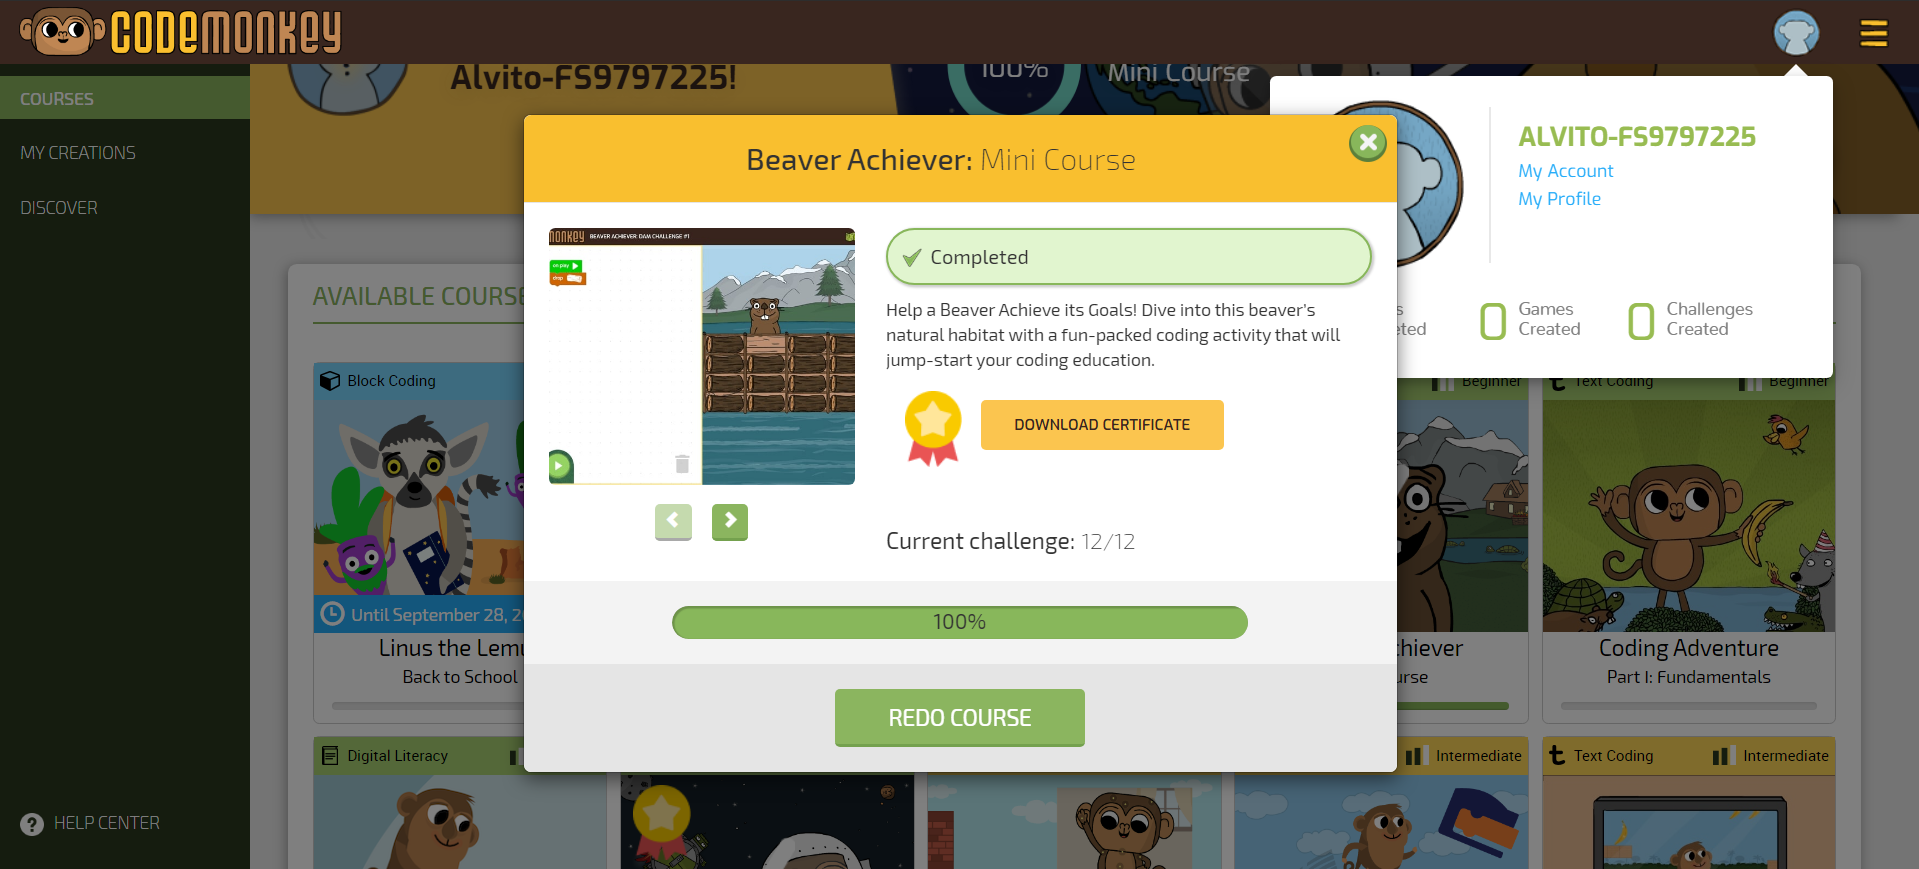 CODEMONKEY
COURSES
MY CREATIONS
DISCOVER
HELP CENTER
Alvito-FS9797225!
100%
Mini Course
ALVITO-FS9797225
My Account
My Profile
Games
Created
Challenges
Created
Beaver Achiever: Mini Course
BEAVER ACHIEVER: DAM CHALLENGE #1
on play
drop
Completed
Help a Beaver Achieve its Goals! Dive into this beaver's
natural habitat with a fun-packed coding activity that will
jump-start your coding education.
DOWNLOAD CERTIFICATE
Current challenge: 12/12
100%
REDO COURSE
AVAILABLE COURSE
Block Coding
Until September 28, 2
Linus the Lemu
Back to School
Beginner
Text Coding
Beginner
chiever
urse
Coding Adventure
Part I: Fundamentals
Digital Literacy
Intermediate
Text Coding
Intermediate